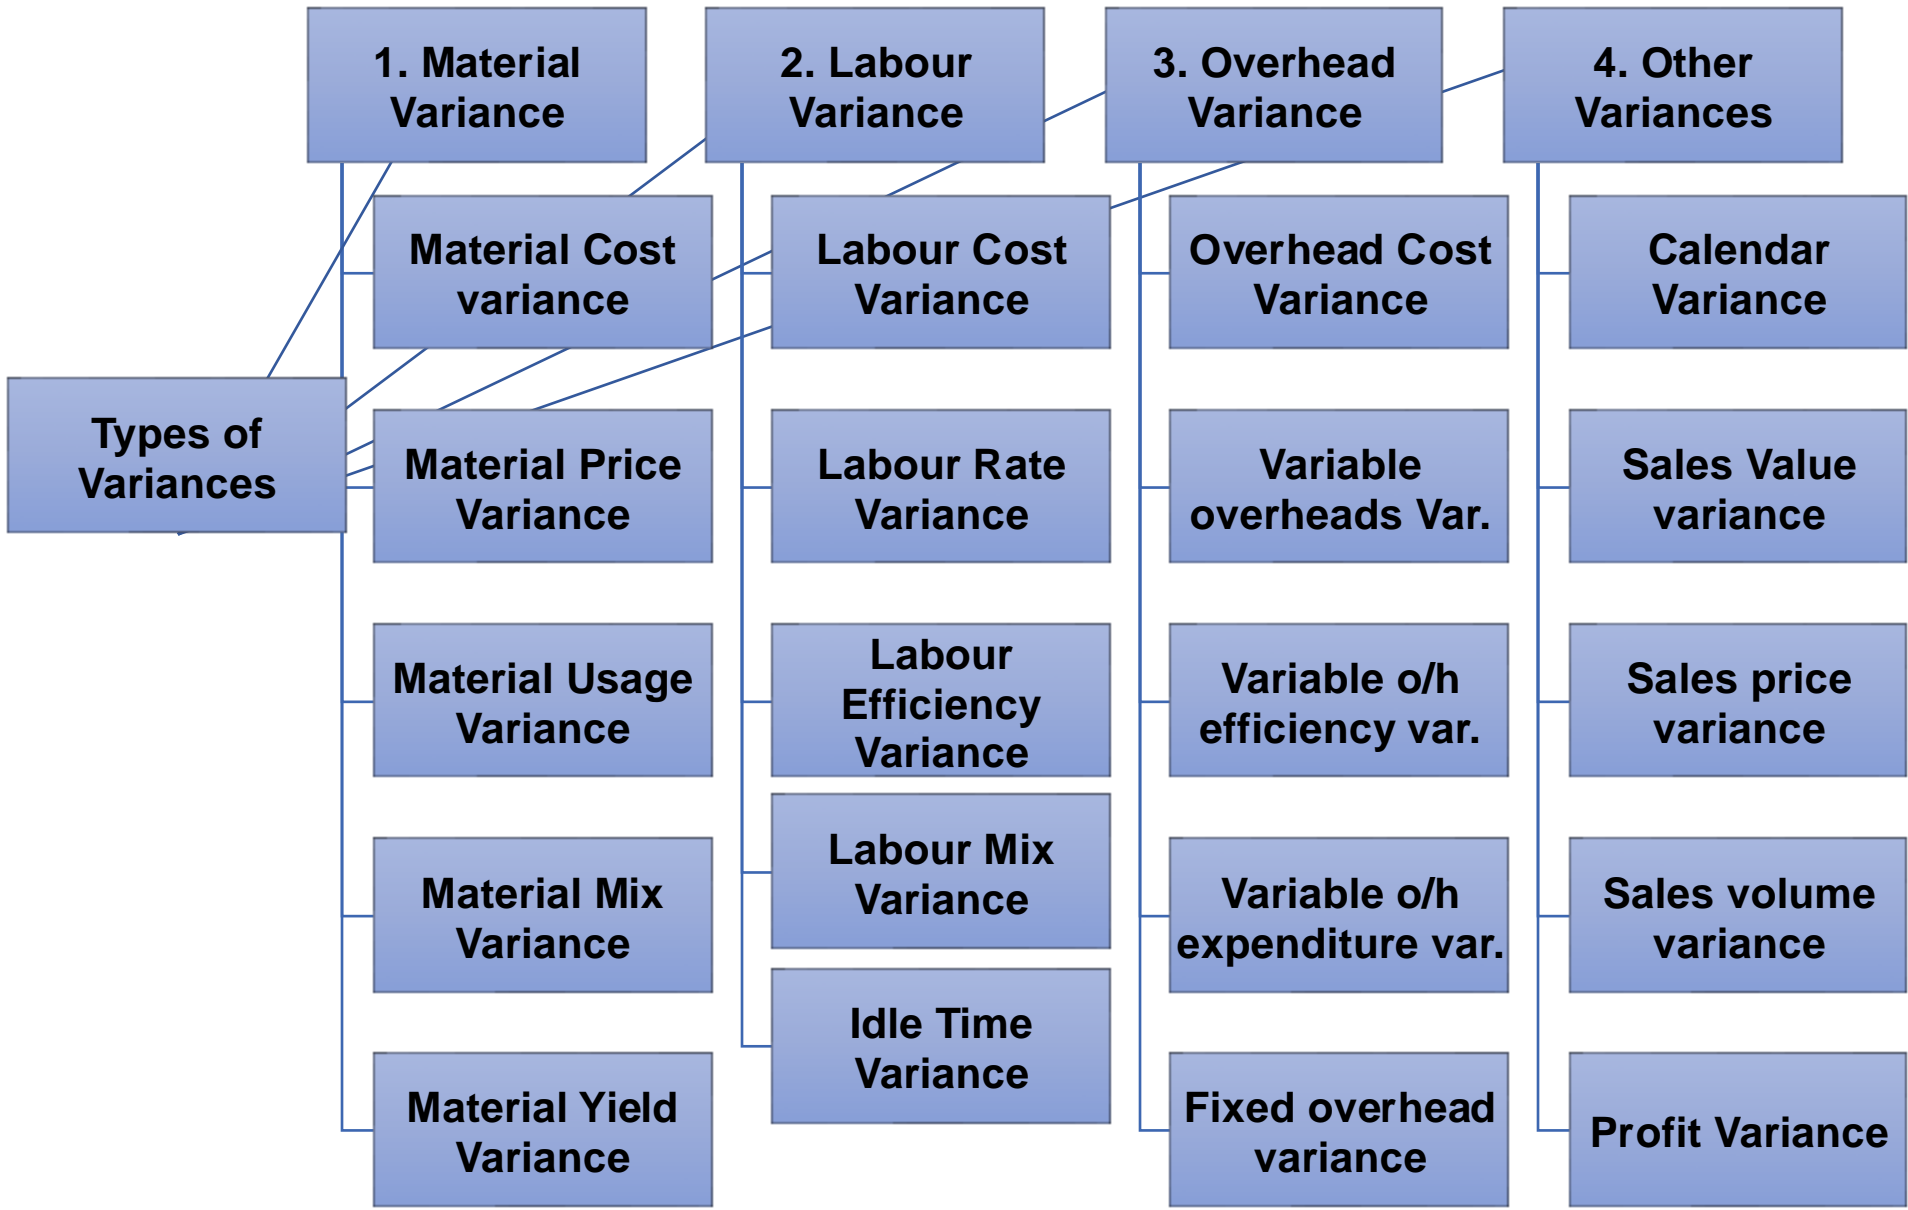 1. Material
Variance
Material Cost
variance
Material Price
Variance
Material Usage
Variance
Material Mix
Variance
Material Yield
Variance
2. Labour
Variance
Labour Cost
Variance
Labour Rate
Variance
Labour
Efficiency
Variance
Labour Mix
Variance
Idle Time
Variance
3. Overhead
Variance
Overhead Cost
Variance
Variable
overheads Var.
Variable o/h
efficiency var.
Variable o/h
expenditure var.
Fixed overhead
variance
4. Other
Variances
Calendar
Variance
Sales Value
variance
Sales price
variance
Sales volume
variance
Profit Variance
Types of
Variances